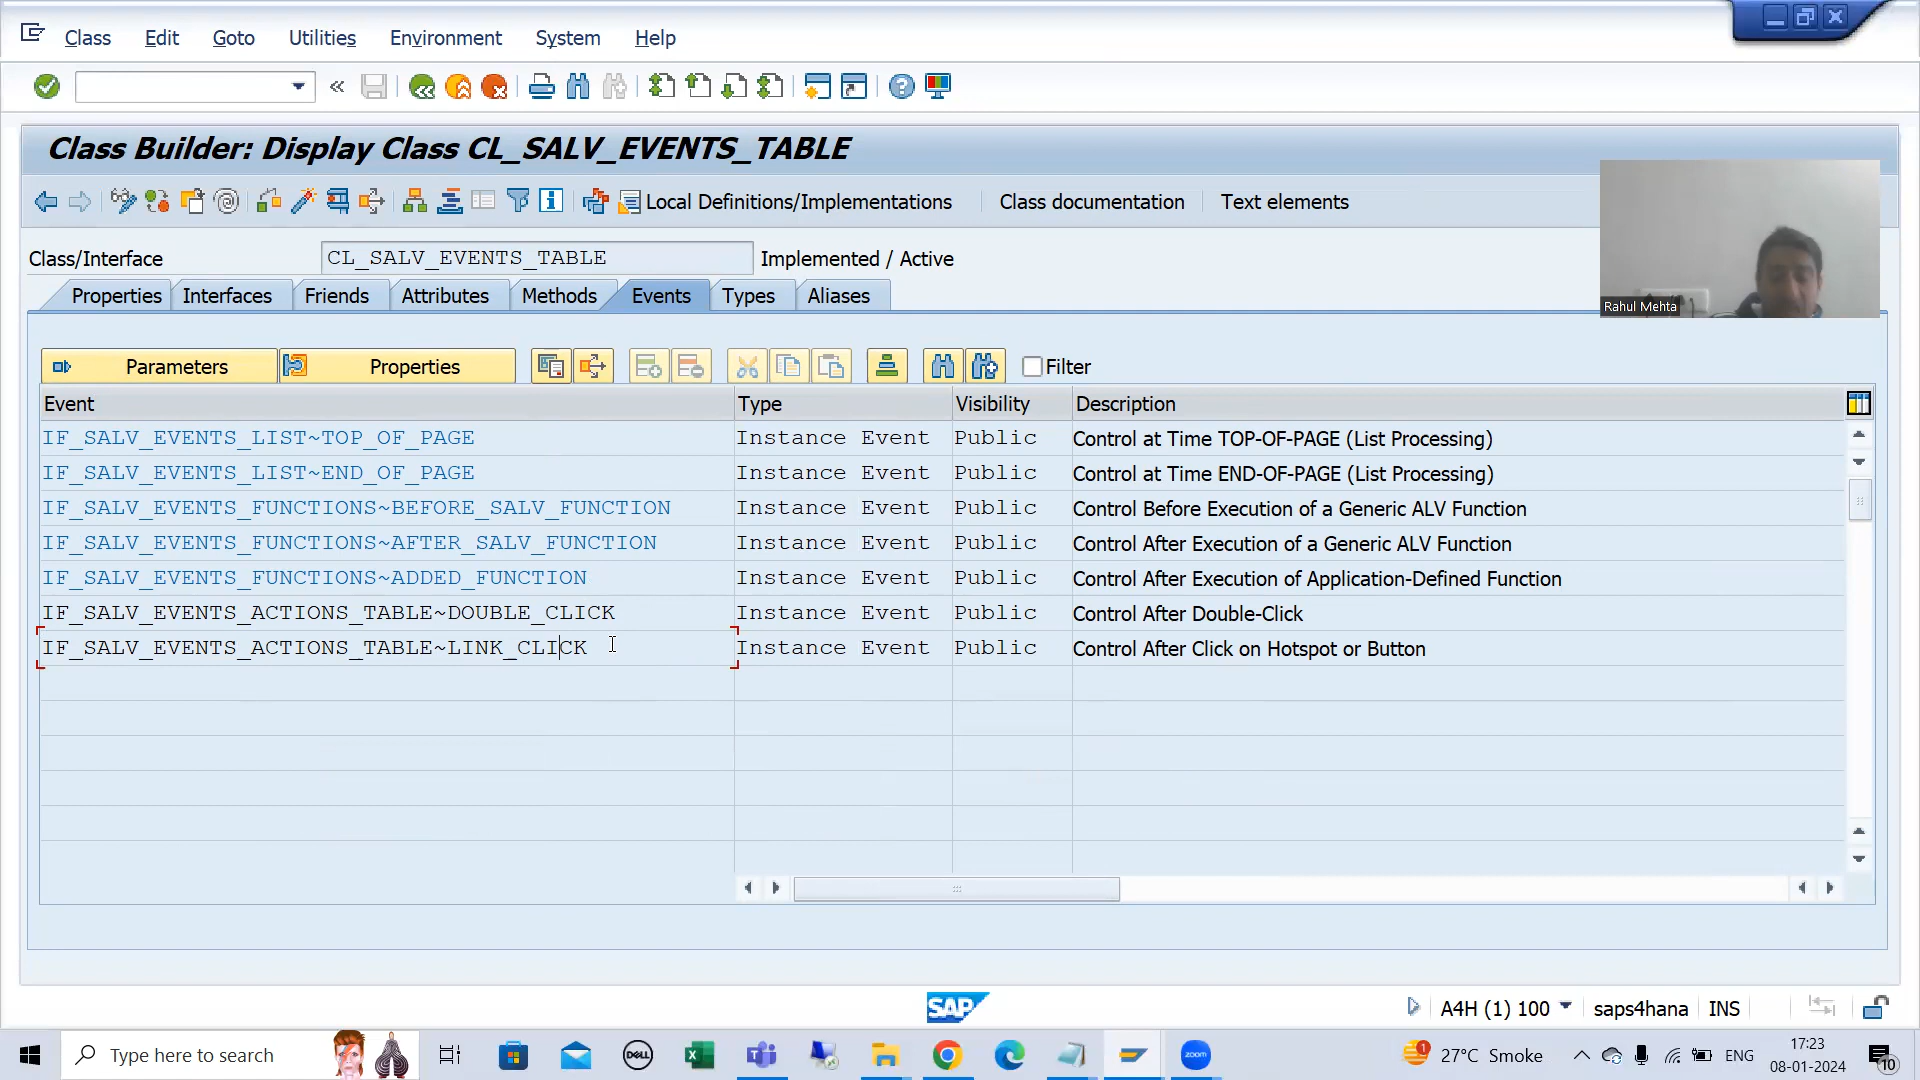 Class Edit Goto Utilities Environment System Help
Class Builder: Display Class CL_SALV_EVENTS_TABLE
Local Definitions/Implementations Class documentation Text elements
Class/Interface CL_SALV_EVENTS_TABLE Implemented / Active
Properties Interfaces Friends Attributes Methods Events Types Aliases
Parameters Properties Filter
Event Type Visibility Description
IF_SALV_EVENTS_LIST~TOP_OF_PAGE Instance Event Public Control at Time TOP-OF-PAGE (List Processing)
IF_SALV_EVENTS_LIST~END_OF_PAGE Instance Event Public Control at Time END-OF-PAGE (List Processing)
IF_SALV_EVENTS_FUNCTIONS~BEFORE_SALV_FUNCTION Instance Event Public Control Before Execution of a Generic ALV Function
IF_SALV_EVENTS_FUNCTIONS~AFTER_SALV_FUNCTION Instance Event Public Control After Execution of a Generic ALV Function
IF_SALV_EVENTS_FUNCTIONS~ADDED_FUNCTION Instance Event Public Control After Execution of Application-Defined Function
IF_SALV_EVENTS_ACTIONS_TABLE~DOUBLE_CLICK Instance Event Public Control After Double-Click
IF_SALV_EVENTS_ACTIONS_TABLE~LINK_CLICK Instance Event Public Control After Click on Hotspot or Button
Rahul Mehta
SAP A4H (1) 100 saps4hana INS
Type here to search DELL zoom 1 27°C Smoke ENG 17:23
08-01-2024 10